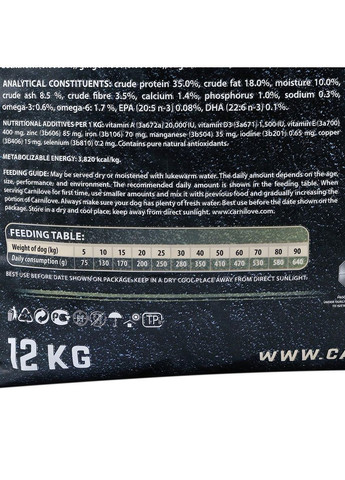 ANALYTICAL CONSTITUENTS: crude protein 35.0%, crude fat 18.0%, moisture 10.0%,
crude ash 8.5 %, crude fibre 3.5%, calcium 1.4%, phosphorus 1.0%, sodium 0.3%,
omega-3: 0.6%, omega-6: 1.7 %, EPA (20:5 n-3) 0.08%, DHA (22:6 n-3) 0.1%.
NUTRITIONAL ADDITIVES PER 1 KG: vitamin A (3a672a) 20,000 IU, vitamin D3 (3a671) 1,500 IU, vitamin E (3a700)
400 mg, zinc (3b606) 85 mg, iron (3b106) 70 mg, manganese (3b504) 35 mg, iodine (3b201) 0.65 mg, copper
(3b406) 15 mg, selenium (3b810) 0.2 mg. Contains pure natural antioxidants.
METABOLIZABLE ENERGY: 3,820 kcal/kg.
FEEDING GUIDE: May be served dry or moistened with lukewarm water. The daily amount depends on the age,
size, performance, and environment. The recommended daily amount is shown in the feeding table. When
serving Carnilove for first time, use smaller amounts and mix it with previous food and gradually increasing the
portion of Carnilove. Always make sure your dog has plenty of fresh water. Best use before the date shown on
package. Store in a dry and cool place; keep away from direct sunlight. www.carnilove.com
FEEDING TABLE:
Weight of dog (kg) 5 10 15 20 25 30 40 50 60 70 80 90
Daily consumption (g) 75 130 170 200 250 280 350 410 470 530 580 640
BEST USE BEFORE DATE SHOWN ON PACKAGE. KEEP IN A DRY COOL PLACE AWAY FROM DIRECT SUNLIGHT.
TP
12 KG
WWW.CA